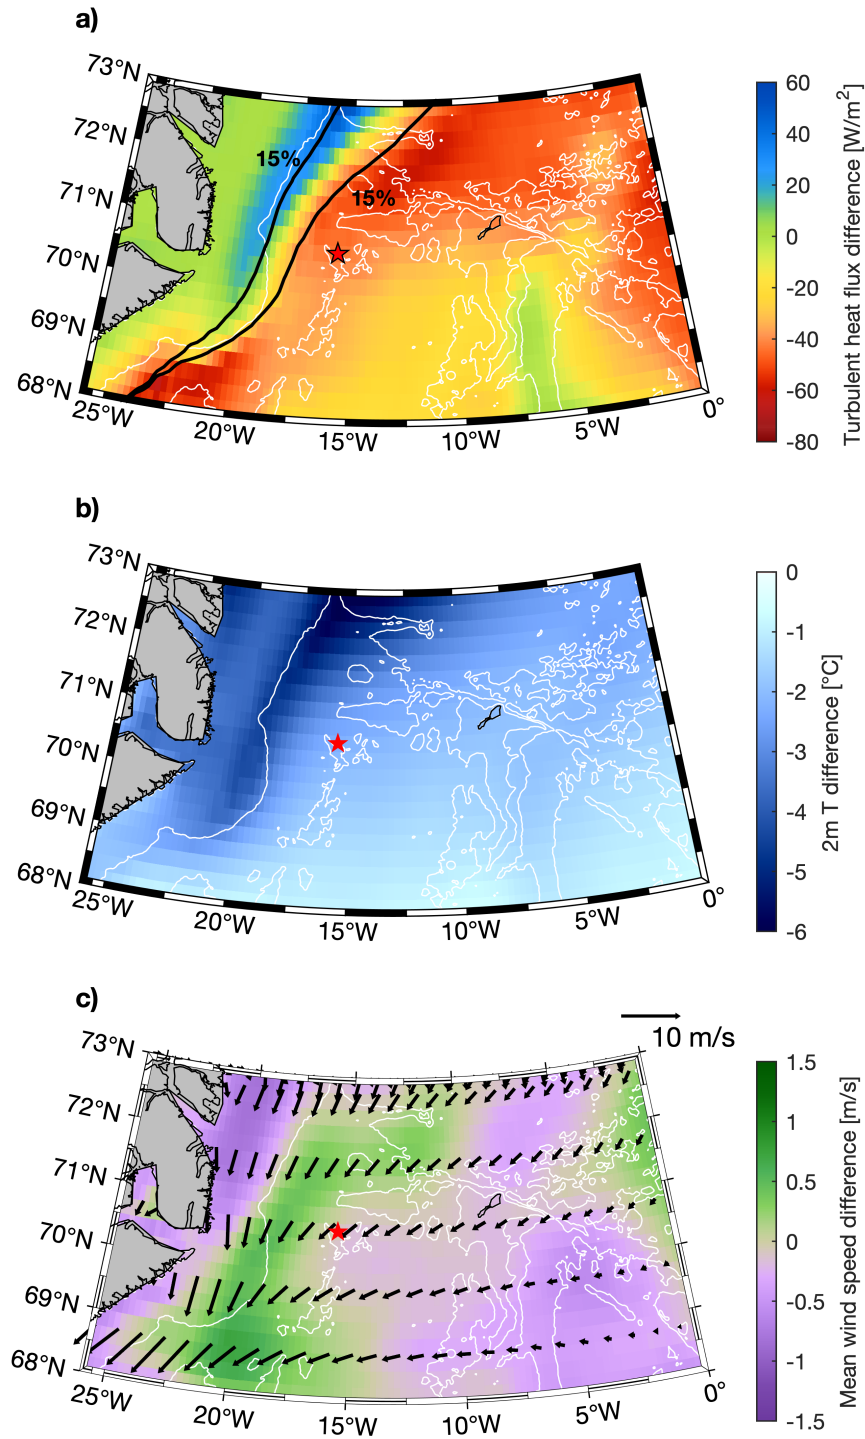 a)
73°N
72°N
71°N
70°N
69°N
68°N
25°W
20°W
15°W
10°W
5°W
0°
15%
15%
60
40
20
0
-20
-40
-60
-80
Turbulent heat flux difference [W/m²]
b)
73°N
72°N
71°N
70°N
69°N
68°N
25°W
20°W
15°W
10°W
5°W
0°
0
-1
-2
-3
-4
-5
-6
2m T difference [°C]
c)
10 m/s
73°N
72°N
71°N
70°N
69°N
68°N
25°W
20°W
15°W
10°W
5°W
0°
1.5
1
0.5
0
-0.5
-1
-1.5
Mean wind speed difference [m/s]